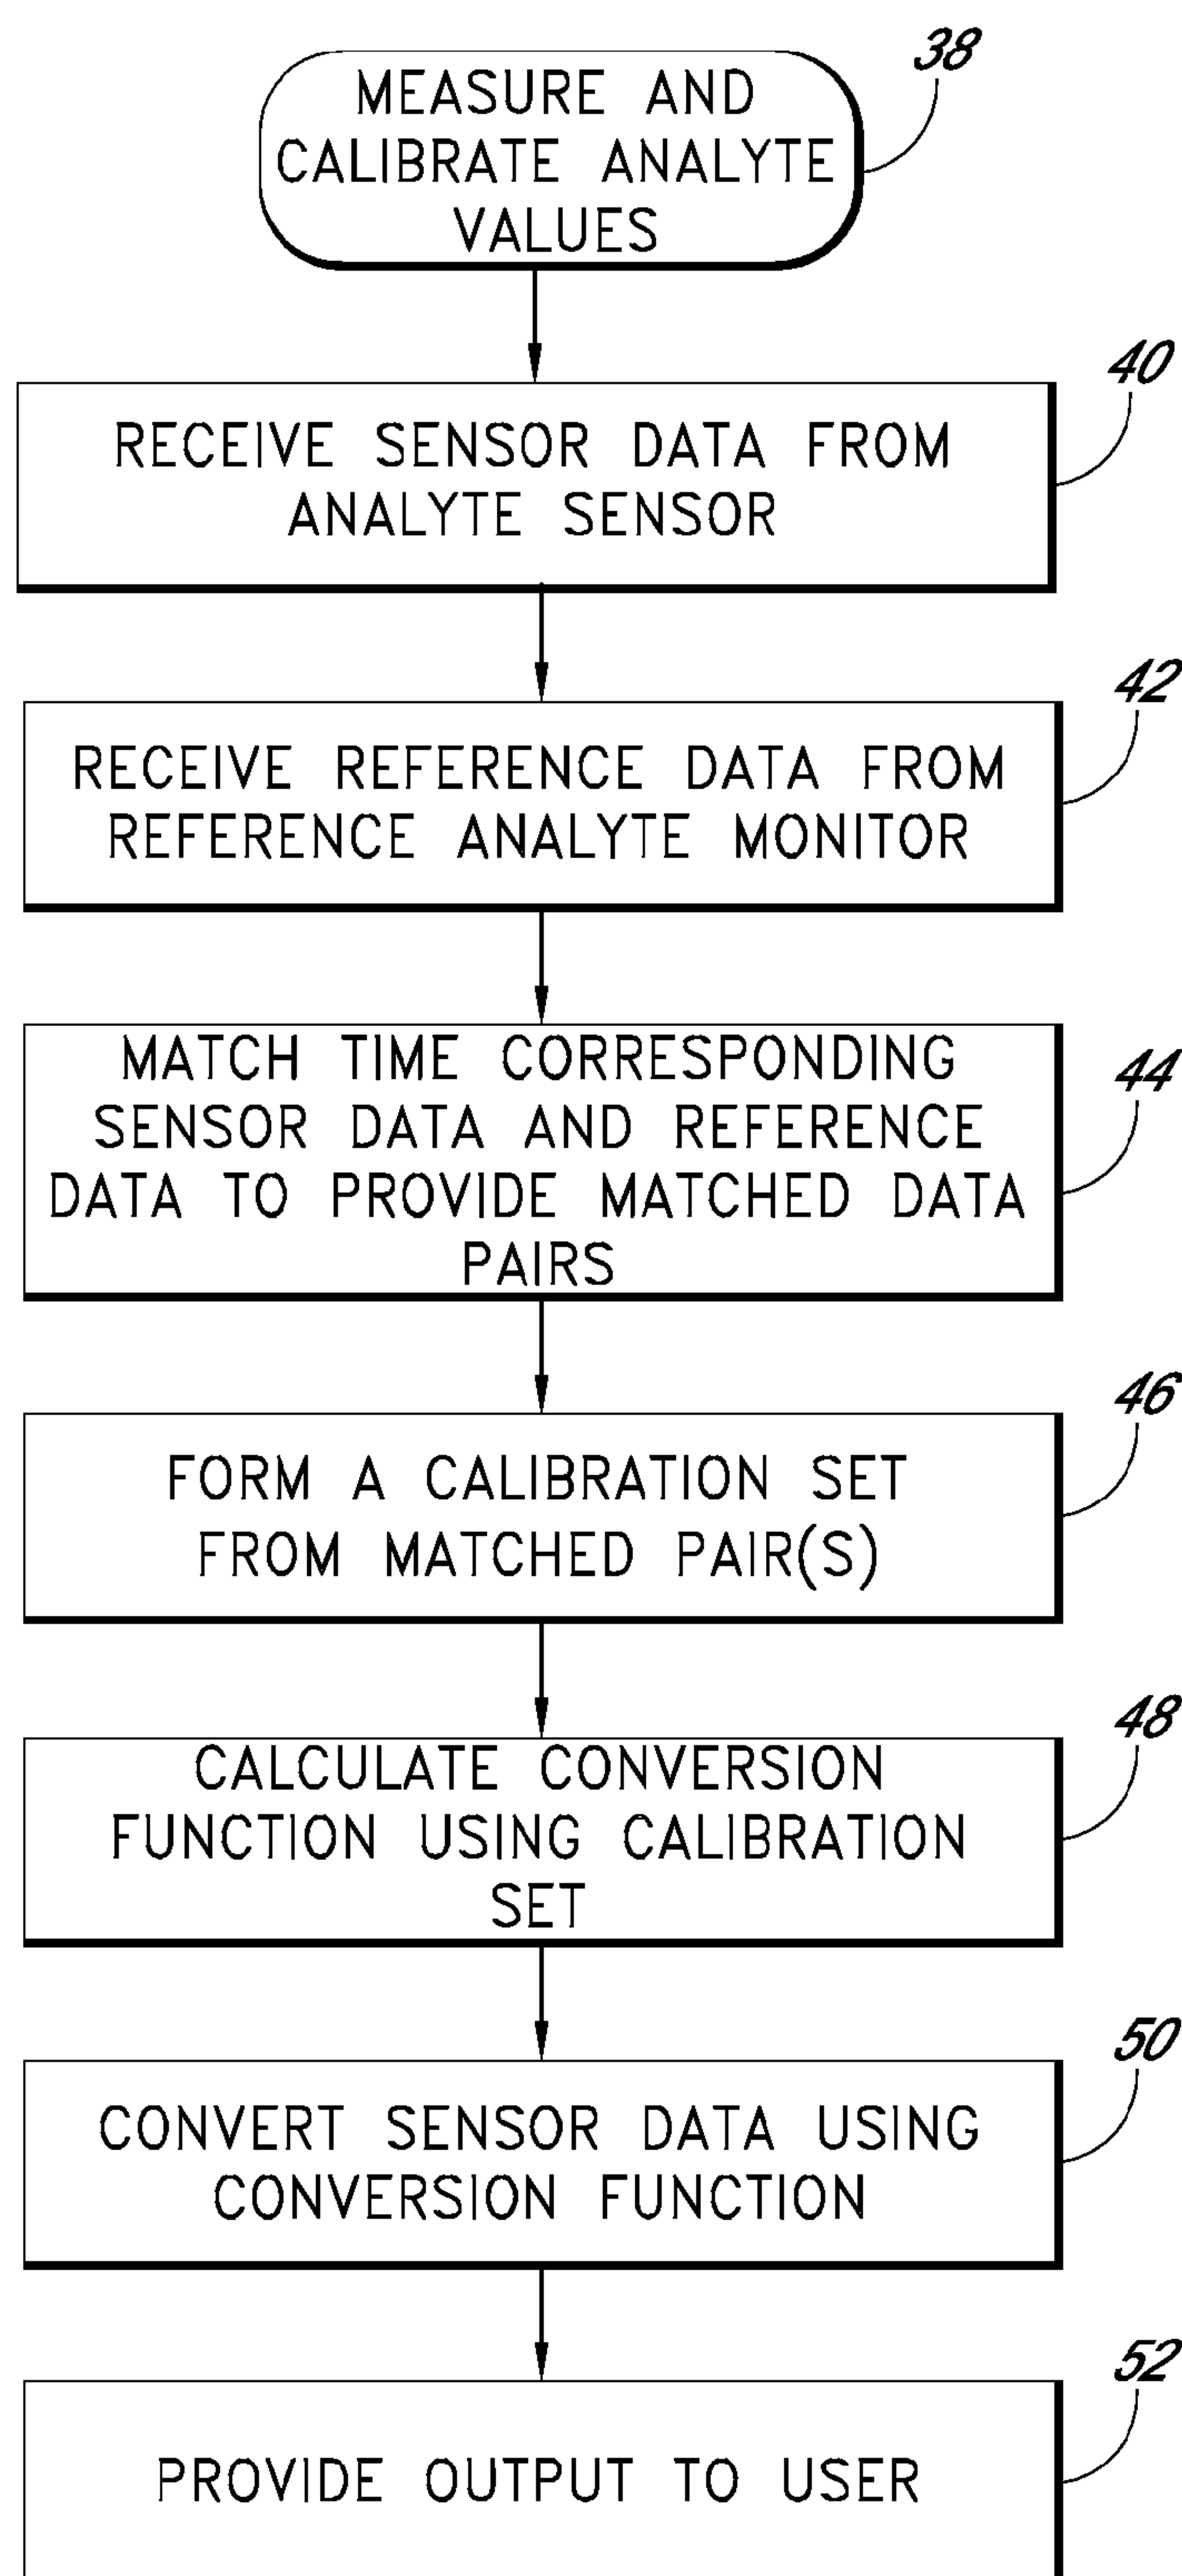 38
MEASURE AND
CALIBRATE ANALYTE
VALUES
40
RECEIVE SENSOR DATA FROM
ANALYTE SENSOR
42
RECEIVE REFERENCE DATA FROM
REFERENCE ANALYTE MONITOR
44
MATCH TIME CORRESPONDING
SENSOR DATA AND REFERENCE
DATA TO PROVIDE MATCHED DATA
PAIRS
46
FORM A CALIBRATION SET
FROM MATCHED PAIR(S)
48
CALCULATE CONVERSION
FUNCTION USING CALIBRATION
SET
50
CONVERT SENSOR DATA USING
CONVERSION FUNCTION
52
PROVIDE OUTPUT TO USER